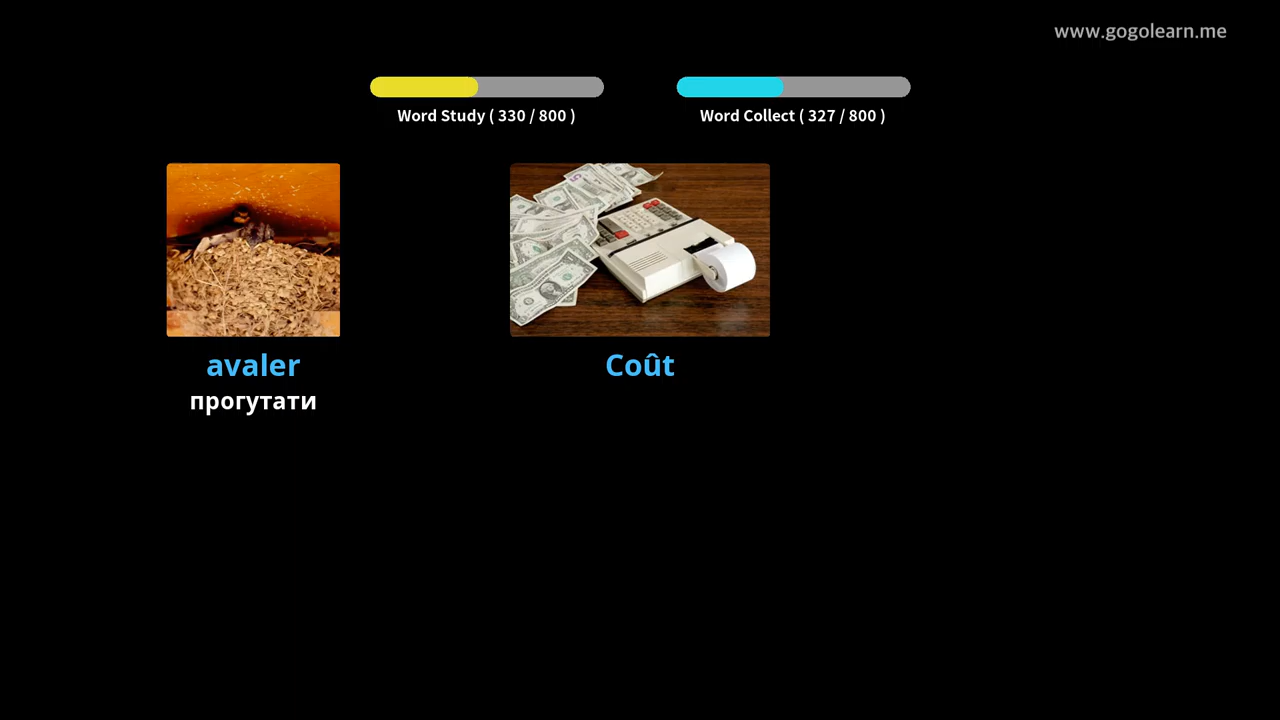 www.gogolearn.me
Word Study ( 330 / 800 )
Word Collect ( 327 / 800 )
avaler
прогутати
Coût